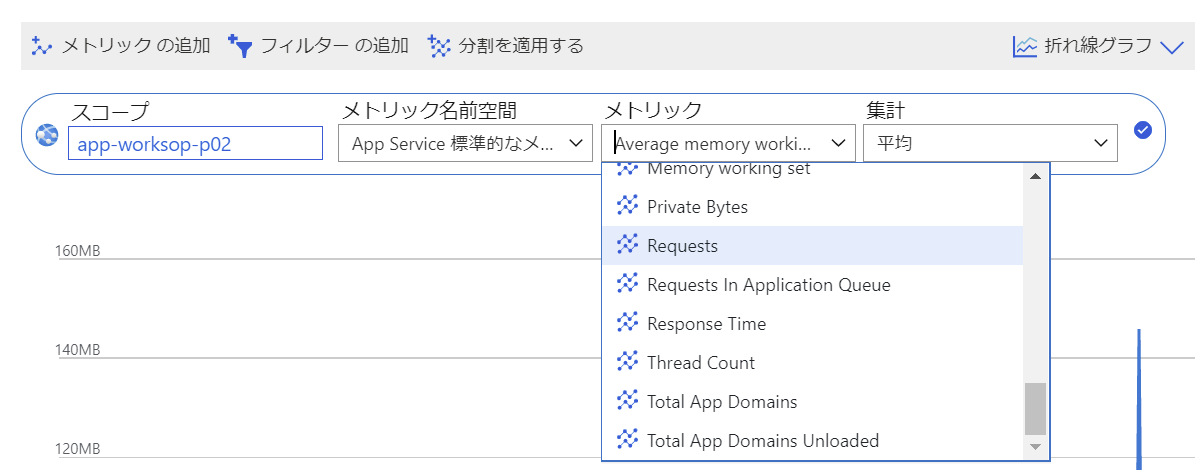 メトリック の追加 フィルター の追加 分割を適用する 折れ線グラフ
スコープ メトリック名前空間 メトリック 集計
app-worksop-p02 App Service 標準的なメ... Average memory worki... 平均
Memory working set
Private Bytes
Requests
160MB
Requests In Application Queue
Response Time
140MB
Thread Count
Total App Domains
Total App Domains Unloaded
120MB